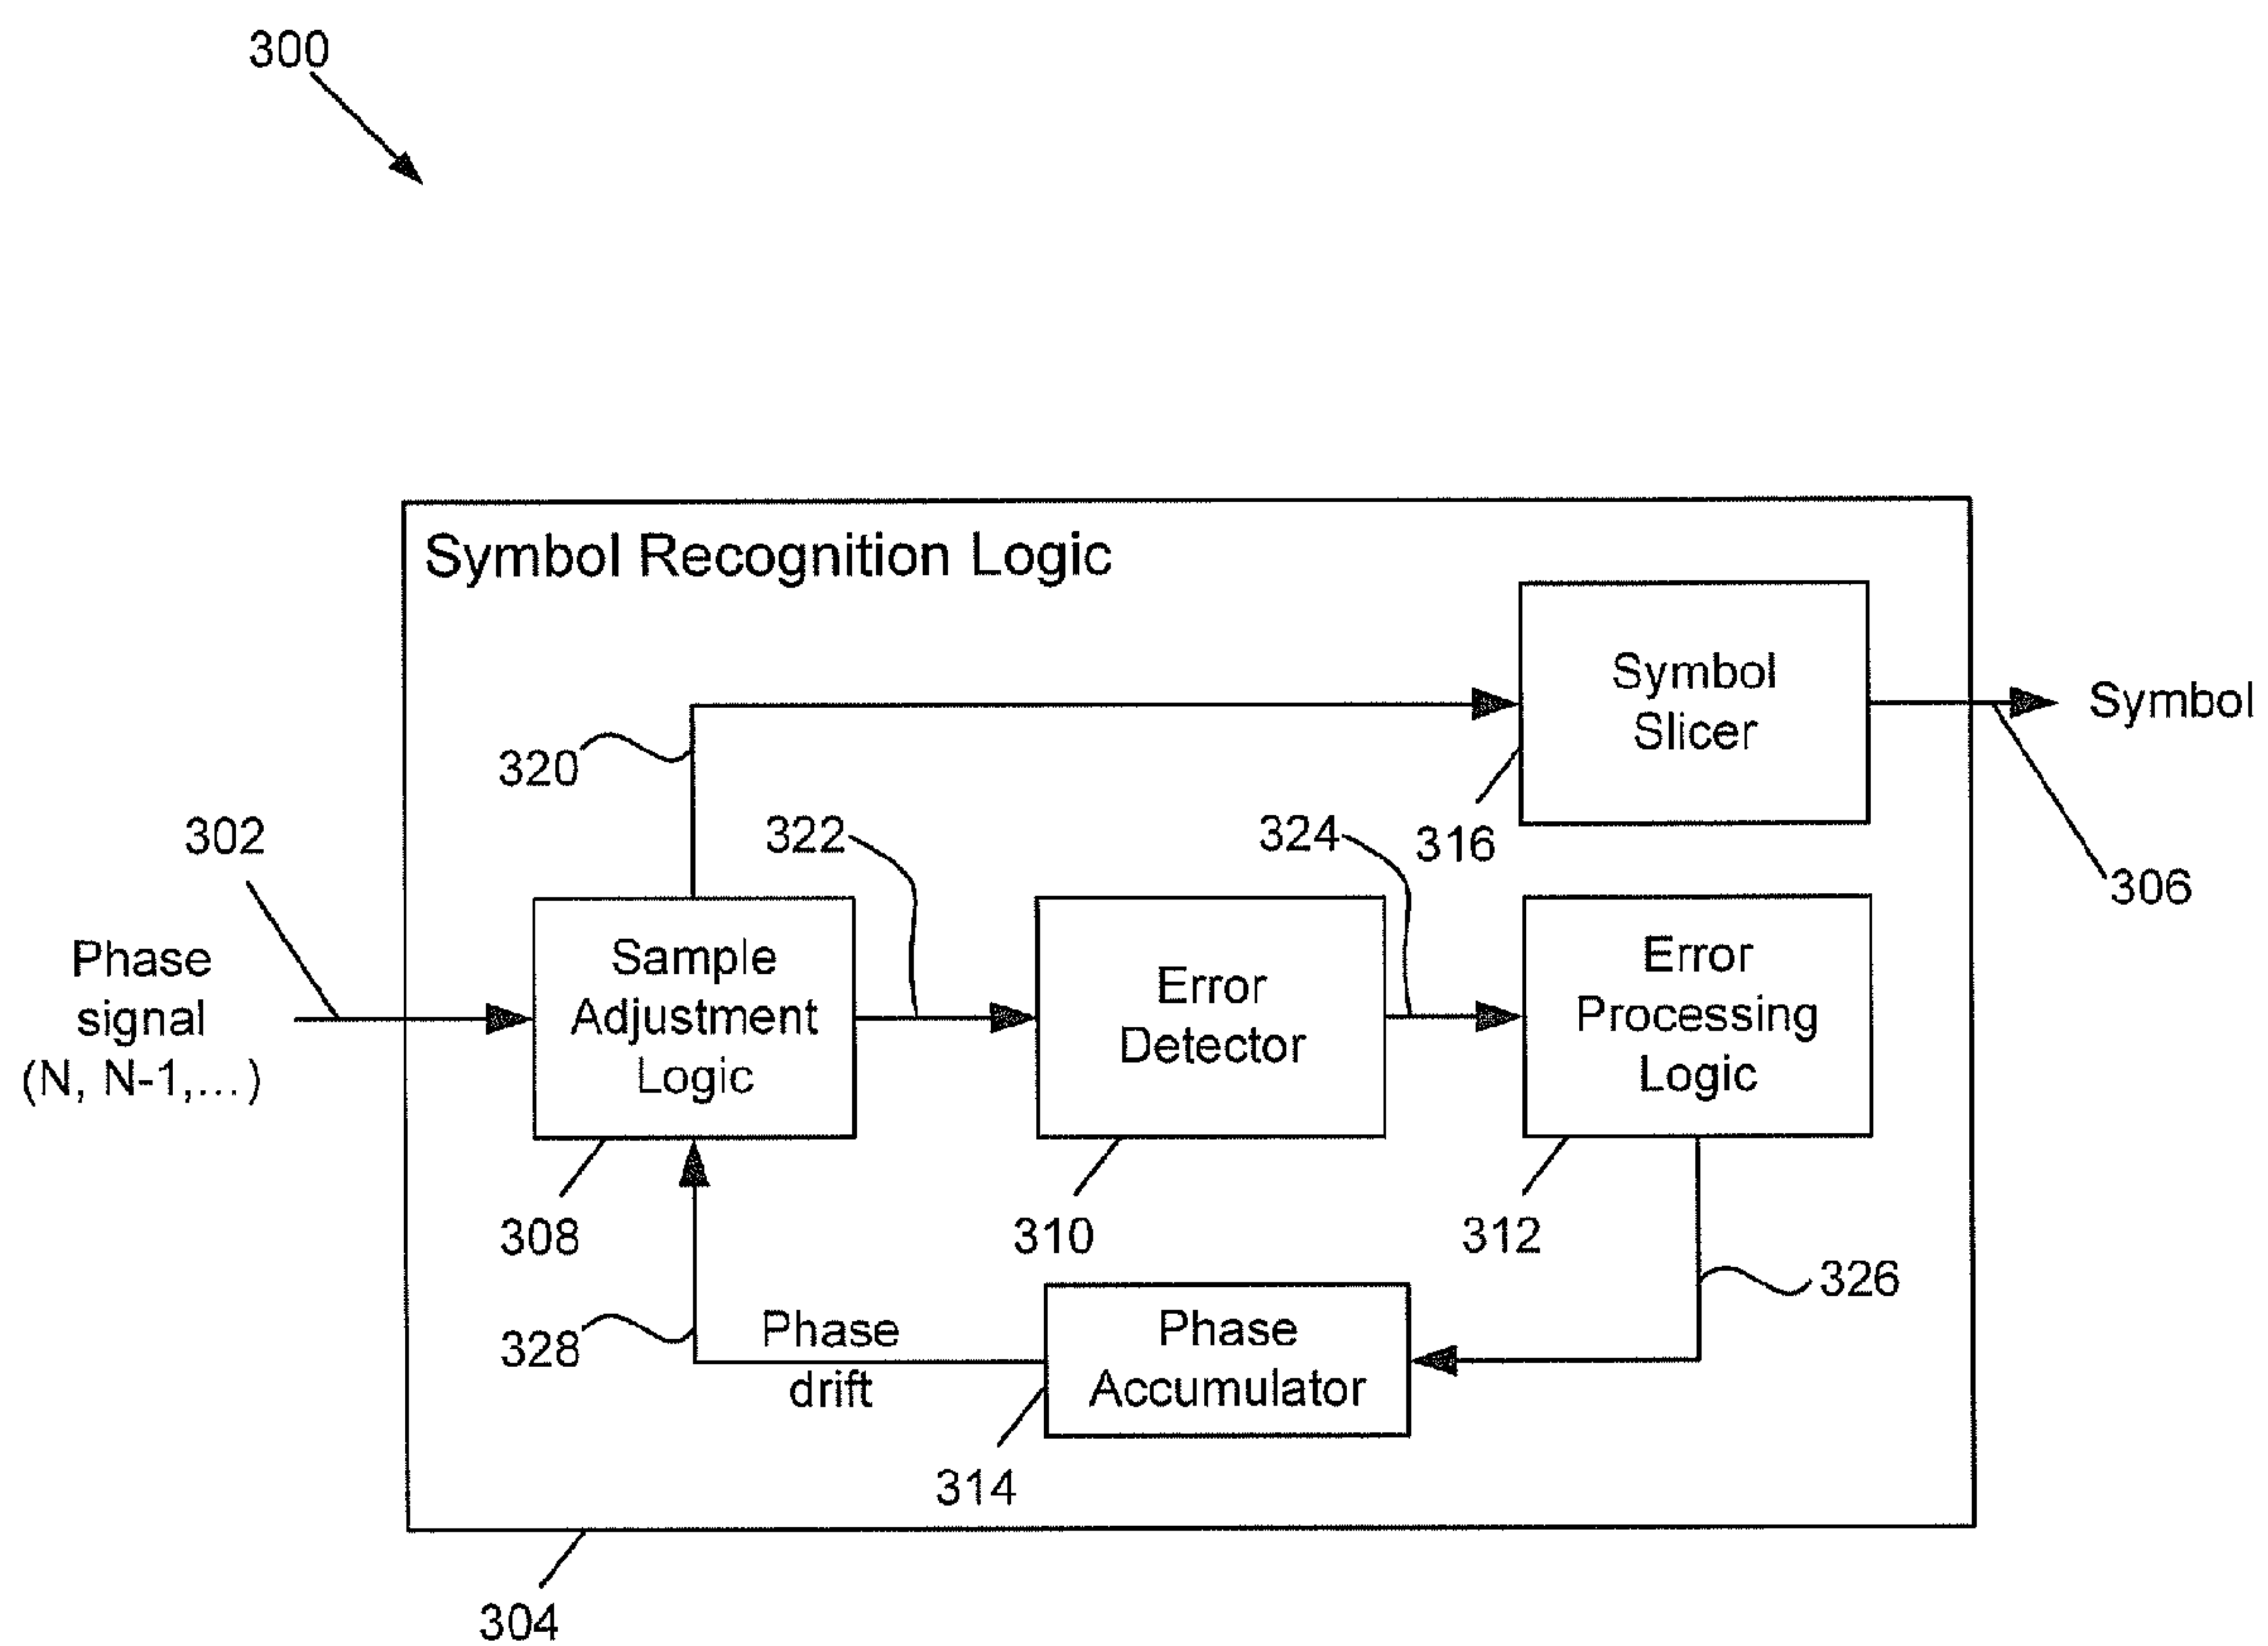 300
Symbol Recognition Logic
Symbol
Slicer
Symbol
320
302
322
324
316
306
Phase
signal
(N, N-1,...)
Sample
Adjustment
Logic
Error
Detector
Error
Processing
Logic
308
310
312
326
328
Phase
drift
Phase
Accumulator
314
304